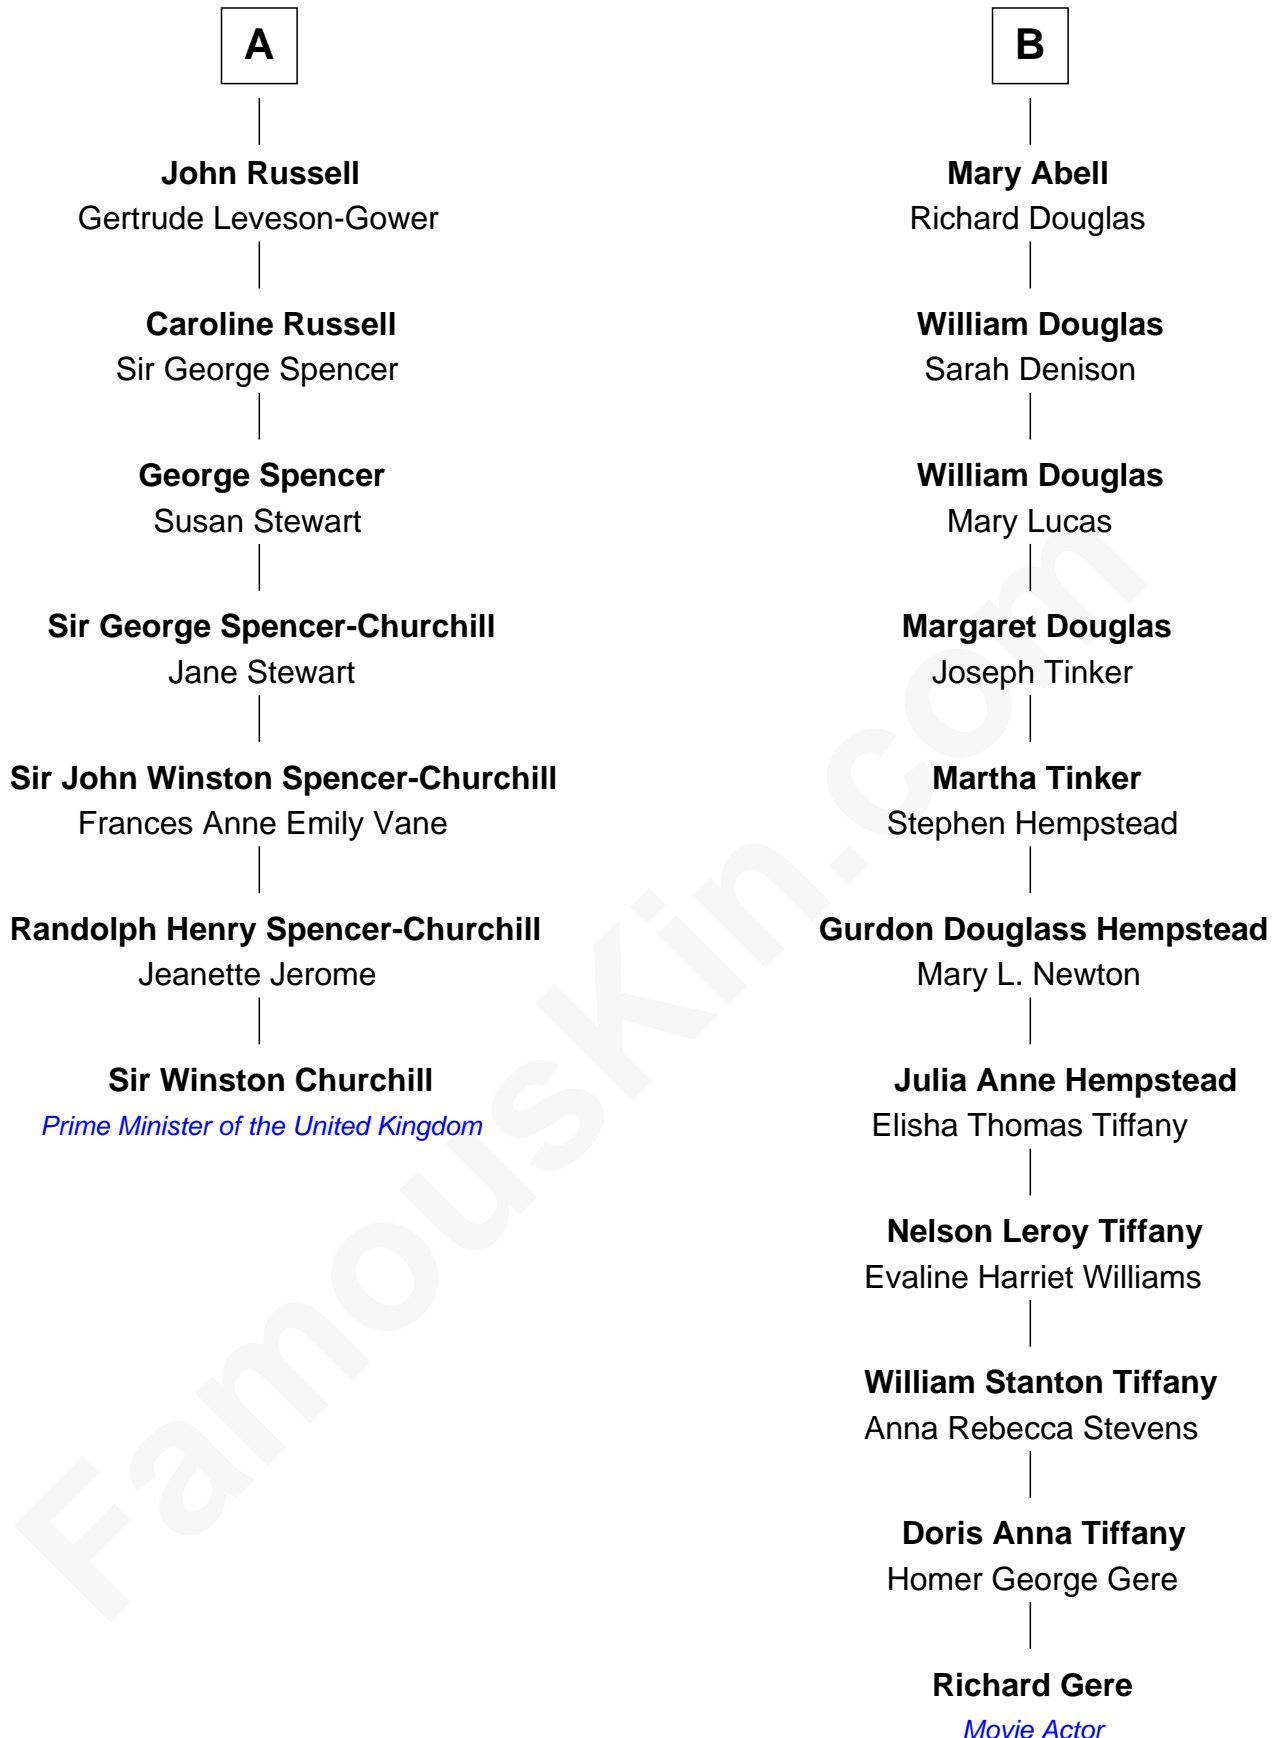 A
John Russell
Gertrude Leveson-Gower
Caroline Russell
Sir George Spencer
George Spencer
Susan Stewart
Sir George Spencer-Churchill
Jane Stewart
Sir John Winston Spencer-Churchill
Frances Anne Emily Vane
Randolph Henry Spencer-Churchill
Jeanette Jerome
Sir Winston Churchill
Prime Minister of the United Kingdom
B
Mary Abell
Richard Douglas
William Douglas
Sarah Denison
William Douglas
Mary Lucas
Margaret Douglas
Joseph Tinker
Martha Tinker
Stephen Hempstead
Gurdon Douglass Hempstead
Mary L. Newton
Julia Anne Hempstead
Elisha Thomas Tiffany
Nelson Leroy Tiffany
Evaline Harriet Williams
William Stanton Tiffany
Anna Rebecca Stevens
Doris Anna Tiffany
Homer George Gere
Richard Gere
Movie Actor
FamousKin.com